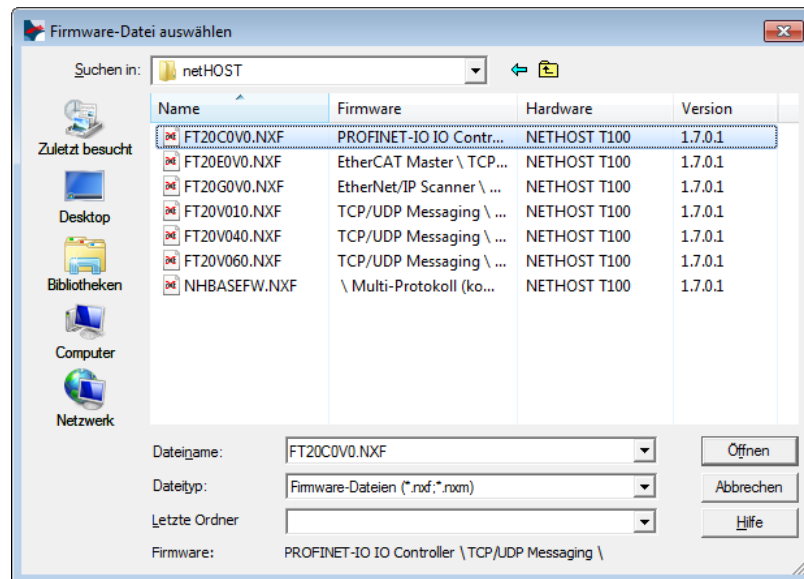 Firmware-Datei auswählen
Suchen in: netHOST
Name Firmware Hardware Version
FT20C0V0.NXF PROFINET-IO IO Contr... NETHOST T100 1.7.0.1
FT20E0V0.NXF EtherCAT Master \ TCP... NETHOST T100 1.7.0.1
FT20G0V0.NXF EtherNet/IP Scanner \ ... NETHOST T100 1.7.0.1
FT20V010.NXF TCP/UDP Messaging \ ... NETHOST T100 1.7.0.1
FT20V040.NXF TCP/UDP Messaging \ ... NETHOST T100 1.7.0.1
FT20V060.NXF TCP/UDP Messaging \ ... NETHOST T100 1.7.0.1
NHBASEFW.NXF \ Multi-Protokoll (ko... NETHOST T100 1.7.0.1
Zuletzt besucht
Desktop
Bibliotheken
Computer
Netzwerk
Dateiname: FT20C0V0.NXF Öffnen
Dateityp: Firmware-Dateien (*.nxf;*.nxm) Abbrechen
Letzte Ordner Hilfe
Firmware: PROFINET-IO IO Controller \ TCP/UDP Messaging \